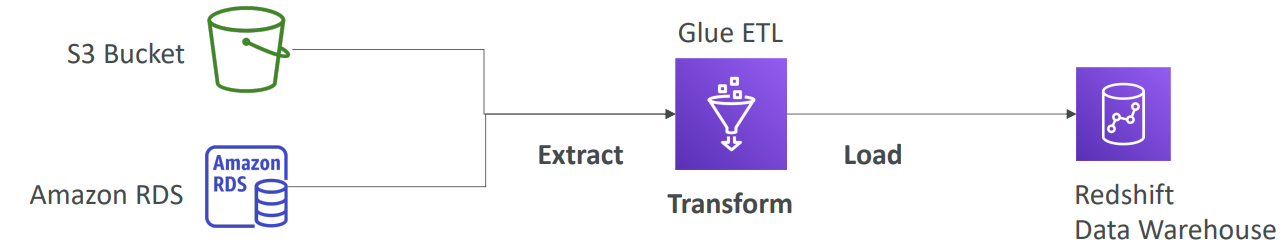 S3 Bucket
Glue ETL
Amazon
RDS
Amazon RDS
Extract
Load
Transform
Redshift
Data Warehouse